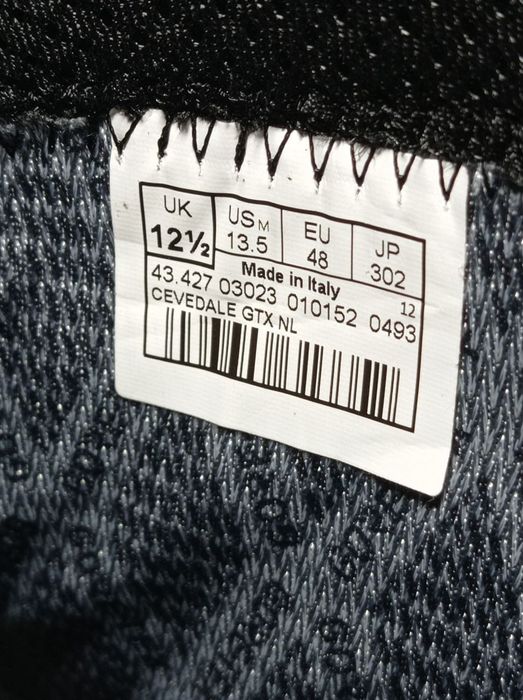 UK USM EU JP
12½ 13.5 48 302
Made in Italy 12
43.427 03023 010152 0493
CEVEDALE GTX NL